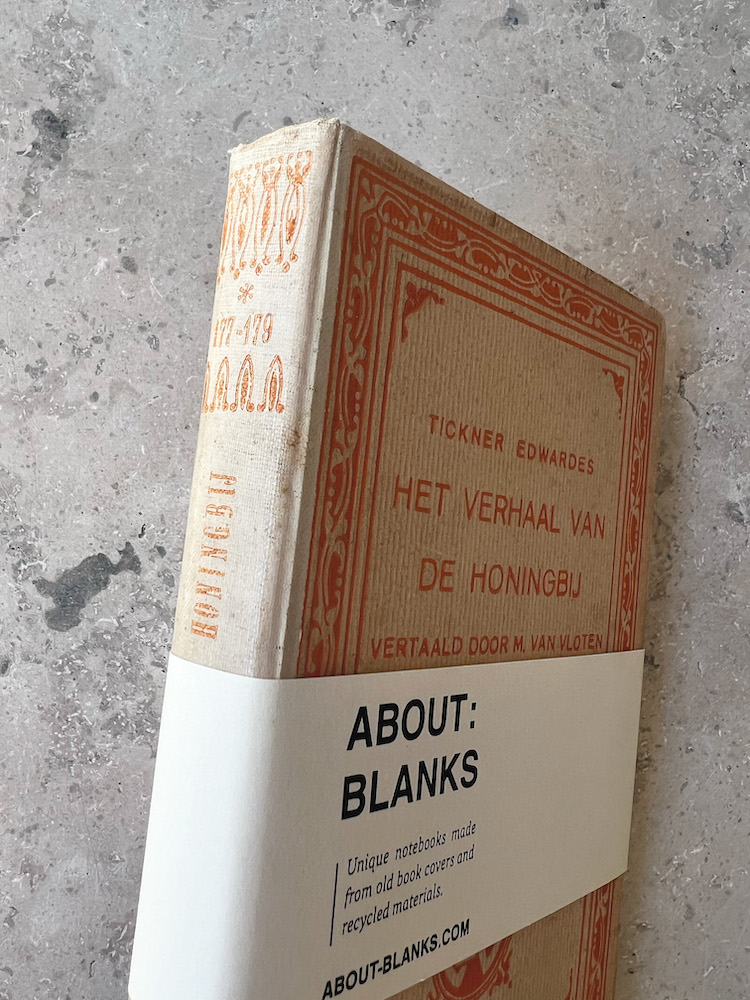 177-179
HONINGBIJ
TICKNER EDWARDES
HET VERHAAL VAN
DE HONINGBIJ
VERTAALD DOOR M. VAN VLOTEN
ABOUT:
BLANKS
Unique notebooks made
from old book covers and
recycled materials.
ABOUT-BLANKS.COM